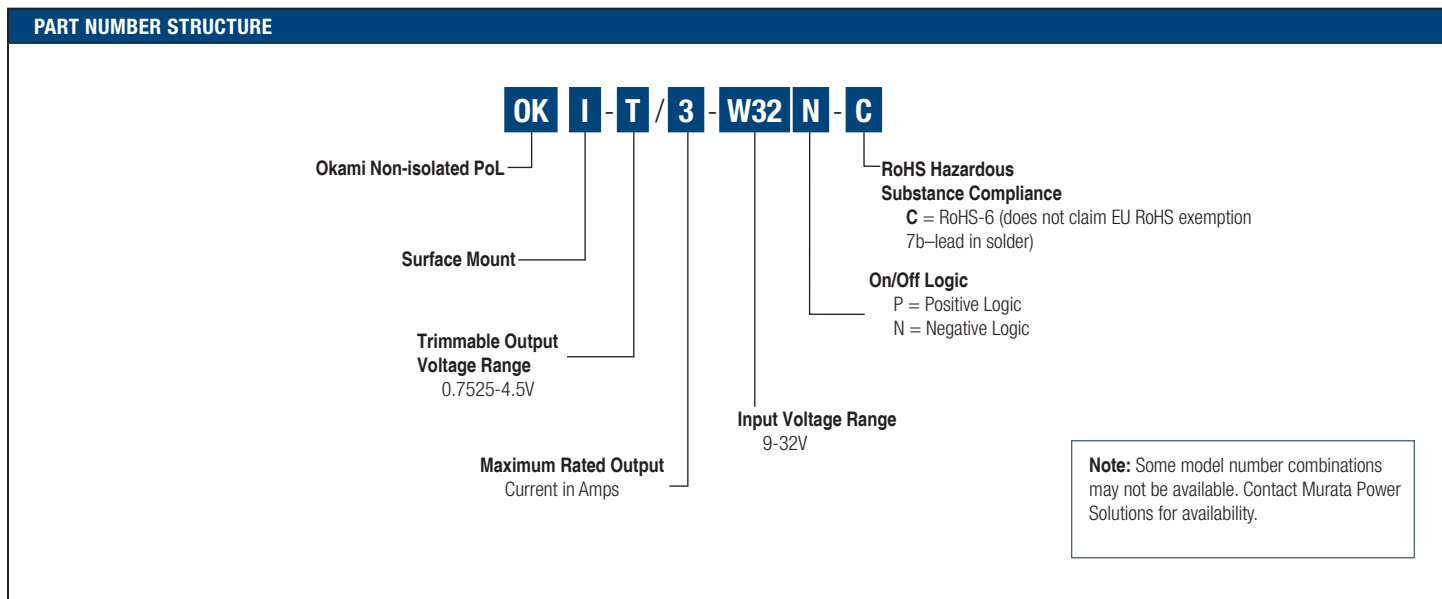 PART NUMBER STRUCTURE
OK I - T / 3 - W32 N - C
Okami Non-isolated PoL
RoHS Hazardous
Substance Compliance
C = RoHS-6 (does not claim EU RoHS exemption
7b–lead in solder)
Surface Mount
On/Off Logic
P = Positive Logic
N = Negative Logic
Trimmable Output
Voltage Range
0.7525-4.5V
Input Voltage Range
9-32V
Maximum Rated Output
Current in Amps
Note: Some model number combinations
may not be available. Contact Murata Power
Solutions for availability.